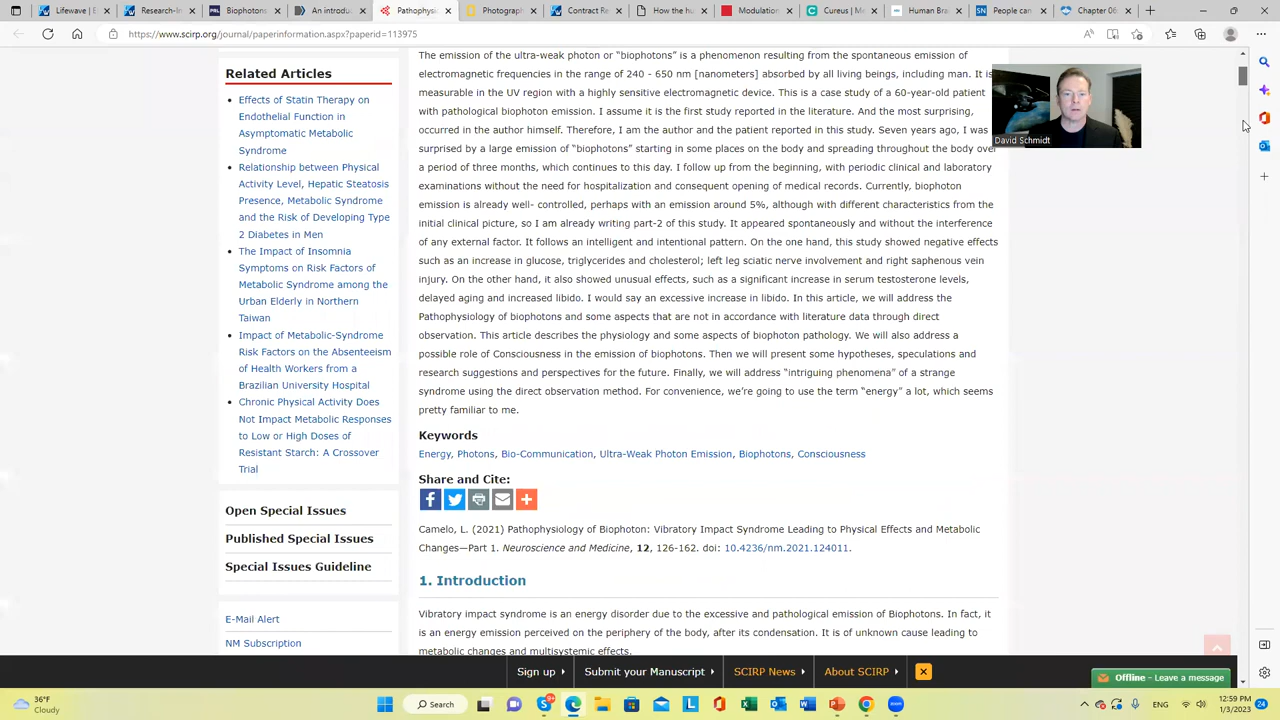 Lifewave | E
Research-In
Biophotons
An introduc
Pathophysi
Photograph
Contract Re
How Human
Modulation
Cureus | Me
Human Bra
People can
Chapter 06
https://www.scirp.org/journal/paperinformation.aspx?paperid=113975
Related Articles
Effects of Statin Therapy on
Endothelial Function in
Asymptomatic Metabolic
Syndrome
Relationship between Physical
Activity Level, Hepatic Steatosis
Presence, Metabolic Syndrome
and the Risk of Developing Type
2 Diabetes in Men
The Impact of Insomnia
Symptoms on Risk Factors of
Metabolic Syndrome among the
Urban Elderly in Northern
Taiwan
Impact of Metabolic-Syndrome
Risk Factors on the Absenteeism
of Health Workers from a
Brazilian University Hospital
Chronic Physical Activity Does
Not Impact Metabolic Responses
to Low or High Doses of
Resistant Starch: A Crossover
Trial
Open Special Issues
Published Special Issues
Special Issues Guideline
E-Mail Alert
NM Subscription
The emission of the ultra-weak photon or “biophotons” is a phenomenon resulting from the spontaneous emission of
electromagnetic frequencies in the range of 240 - 650 nm [nanometers] absorbed by all living beings, including man. It is
measurable in the UV region with a highly sensitive electromagnetic device. This is a case study of a 60-year-old patient
with pathological biophoton emission. I assume it is the first study reported in the literature. And the most surprising,
occurred in the author himself. Therefore, I am the author and the patient reported in this study. Seven years ago, I was
surprised by a large emission of “biophotons” starting in some places on the body and spreading throughout the body over
a period of three months, which continues to this day. I follow up from the beginning, with periodic clinical and laboratory
examinations without the need for hospitalization and consequent opening of medical records. Currently, biophoton
emission is already well- controlled, perhaps with an emission around 5%, although with different characteristics from the
initial clinical picture, so I am already writing part-2 of this study. It appeared spontaneously and without the interference
of any external factor. It follows an intelligent and intentional pattern. On the one hand, this study showed negative effects
such as an increase in glucose, triglycerides and cholesterol; left leg sciatic nerve involvement and right saphenous vein
injury. On the other hand, it also showed unusual effects, such as a significant increase in serum testosterone levels,
delayed aging and increased libido. I would say an excessive increase in libido. In this article, we will address the
Pathophysiology of biophotons and some aspects that are not in accordance with literature data through direct
observation. This article describes the physiology and some aspects of biophoton pathology. We will also address a
possible role of Consciousness in the emission of biophotons. Then we will present some hypotheses, speculations and
research suggestions and perspectives for the future. Finally, we will address “intriguing phenomena” of a strange
syndrome using the direct observation method. For convenience, we’re going to use the term “energy” a lot, which seems
pretty familiar to me.
Keywords
Energy, Photons, Bio-Communication, Ultra-Weak Photon Emission, Biophotons, Consciousness
Share and Cite:
Camelo, L. (2021) Pathophysiology of Biophoton: Vibratory Impact Syndrome Leading to Physical Effects and Metabolic
Changes—Part 1. Neuroscience and Medicine, 12, 126-162. doi: 10.4236/nm.2021.124011.
1. Introduction
Vibratory impact syndrome is an energy disorder due to the excessive and pathological emission of Biophotons. In fact, it
is an energy emission perceived on the periphery of the body, after its condensation. It is of unknown cause leading to
metabolic changes and multisystemic effects.
David Schmidt
Sign up
Submit your Manuscript
SCIRP News
About SCIRP
Offline – Leave a message
36°F
Cloudy
Search
9+
ENG
12:59 PM
1/3/2023
24